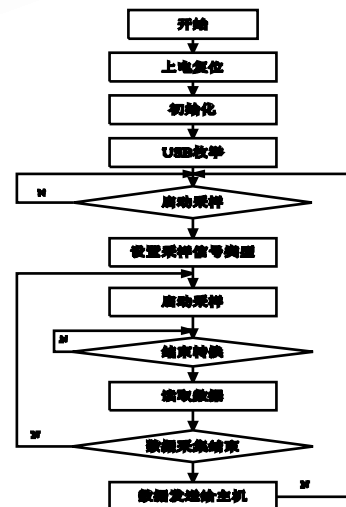 开始
上电复位
初始化
USB枚举
N
启动采样
设置采样信号类型
启动采样
N
结束转换
读取数据
N
数据采集结束
数据发送给主机
N